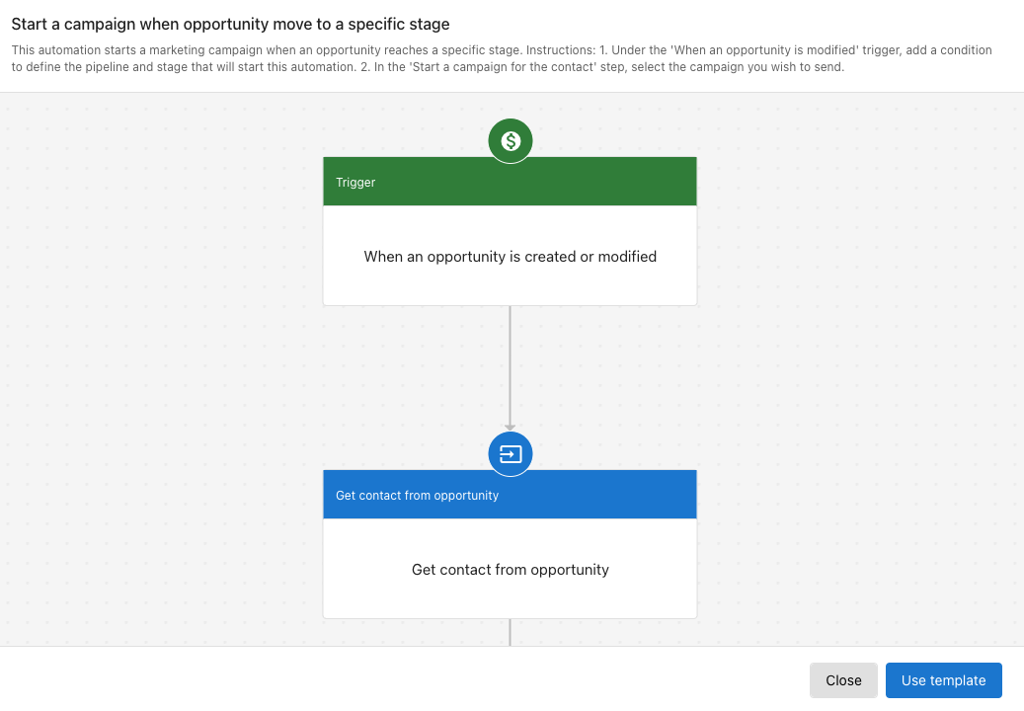 Start a campaign when opportunity move to a specific stage
This automation starts a marketing campaign when an opportunity reaches a specific stage. Instructions: 1. Under the 'When an opportunity is modified' trigger, add a condition
to define the pipeline and stage that will start this automation. 2. In the 'Start a campaign for the contact' step, select the campaign you wish to send.
Trigger
When an opportunity is created or modified
Get contact from opportunity
Get contact from opportunity
Close
Use template